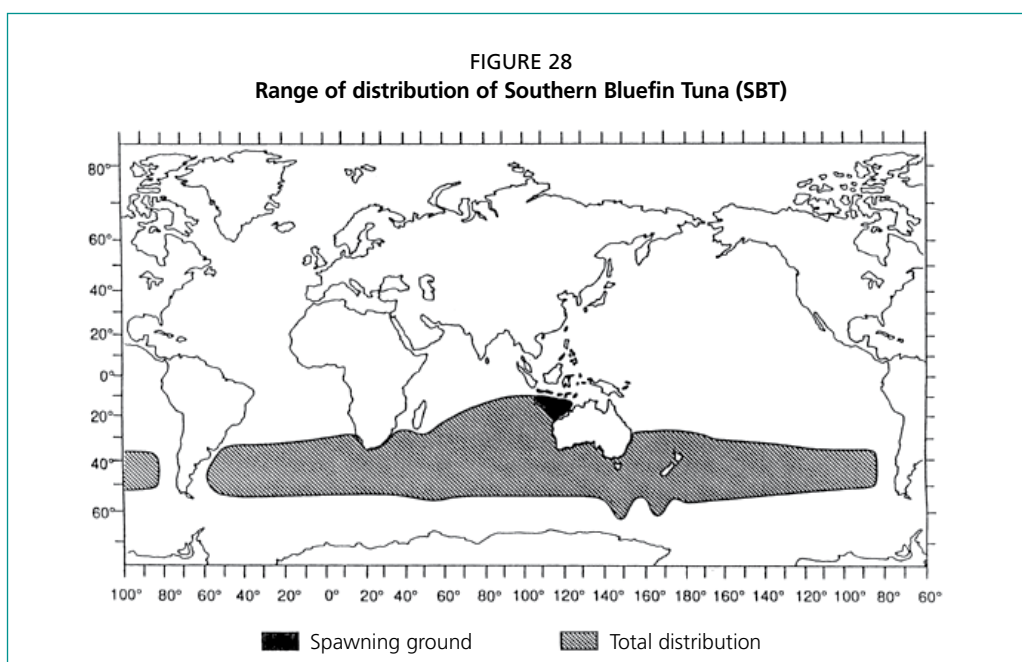 FIGURE 28
Range of distribution of Southern Bluefin Tuna (SBT)
80°
60°
40°
20°
0°
20°
40°
60°
100° 80° 60° 40° 20° 0° 20° 40° 60° 80° 100° 120° 140° 160° 180° 160° 140° 120° 100° 80° 60°
Spawning ground Total distribution